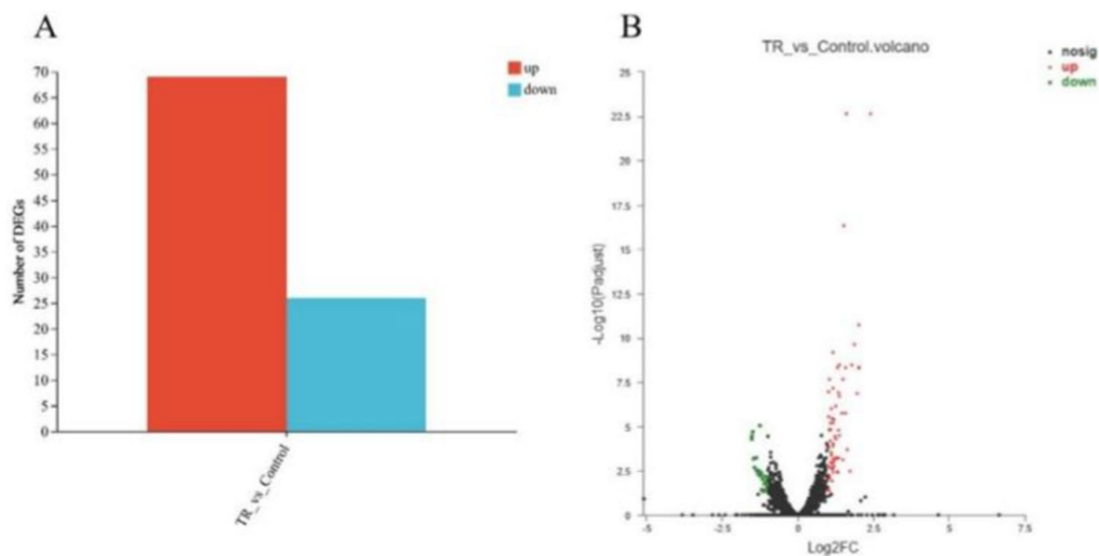 A
Number of DEGs
70
65
60
55
50
45
40
35
30
25
20
15
10
5
0
TR_vs_Control
up
down
B
TR_vs_Control.volcano
nosig
up
down
-Log10(Padjust)
25
22.5
20
17.5
15
12.5
10
7.5
5
2.5
0
-5
-2.5
0
2.5
5
7.5
Log2FC